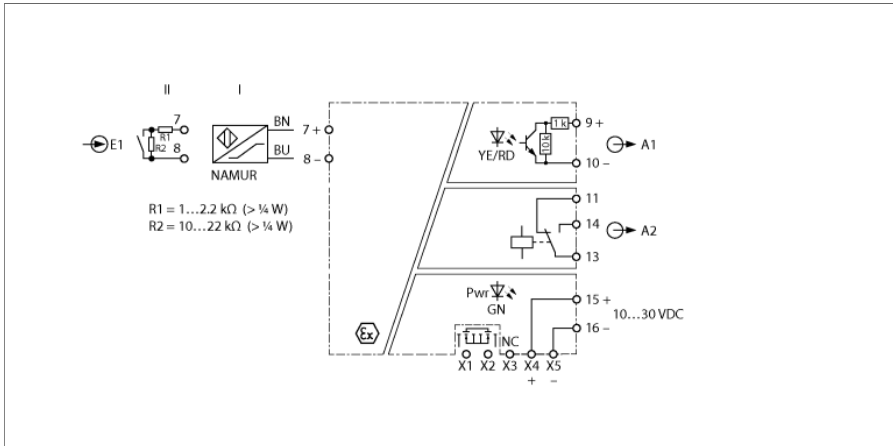 II
I
E1
7
R1
R2
8
BN
BU
NAMUR
7 +
8 –
R1 = 1…2.2 kΩ (> ¼ W)
R2 = 10…22 kΩ (> ¼ W)
YE/RD
1 k
10 k
9 +
10 –
A1
11
14
13
A2
Pwr
GN
15 +
16 –
10…30 VDC
Ex
NC
X1 X2 X3 X4 X5
+ –